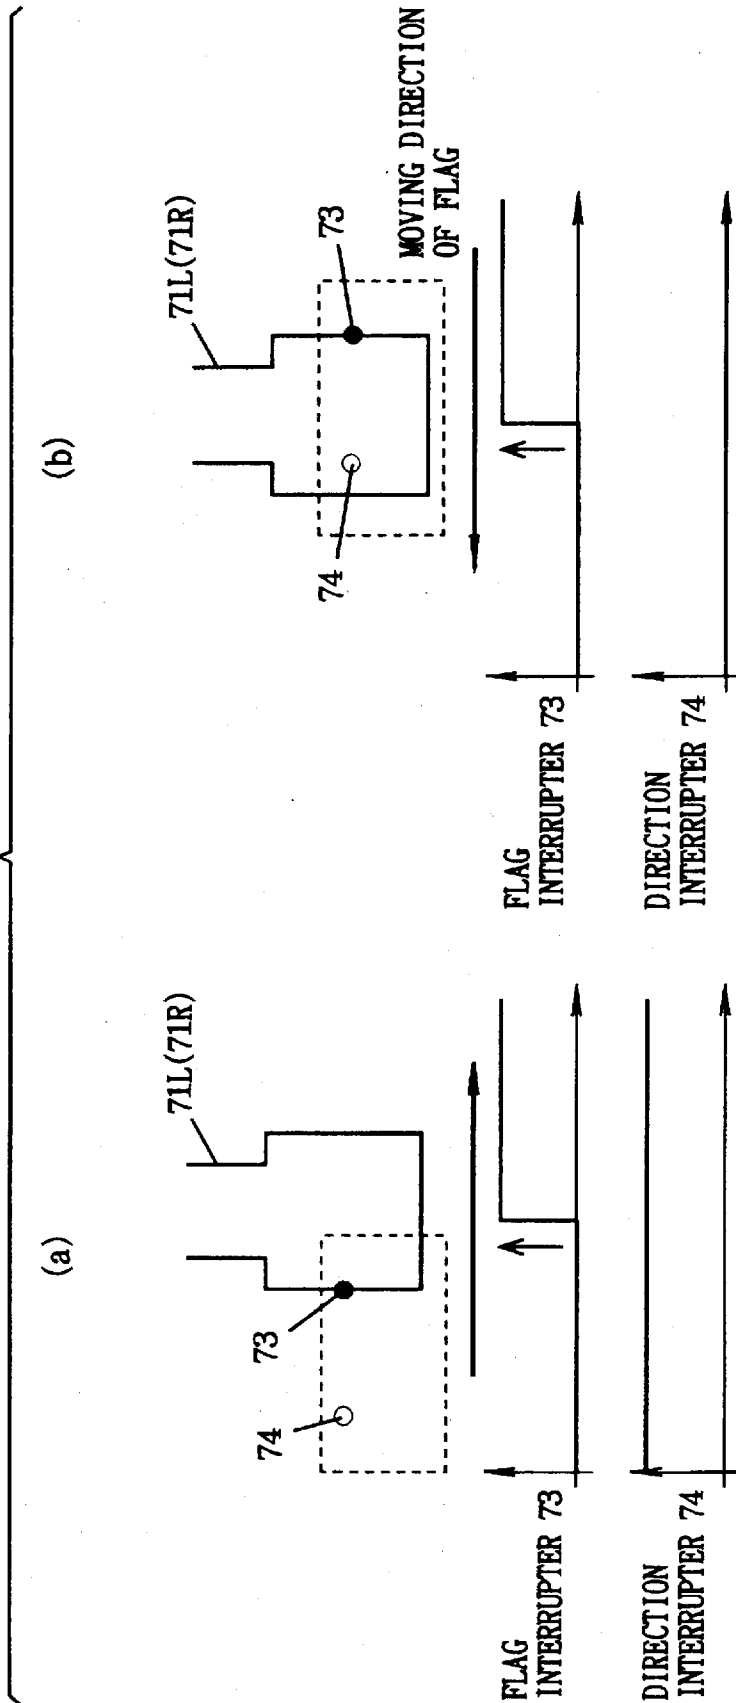 (a)
71L(71R)
73
74
FLAG
INTERRUPTER 73
DIRECTION
INTERRUPTER 74
(b)
71L(71R)
73
74
MOVING DIRECTION
OF FLAG
FLAG
INTERRUPTER 73
DIRECTION
INTERRUPTER 74